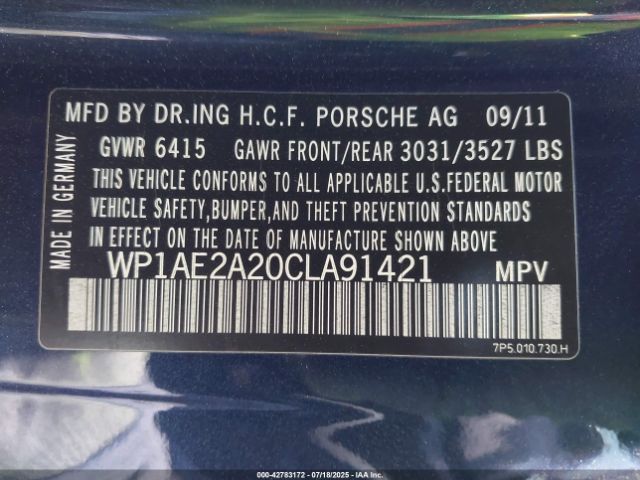 MFD BY DR.ING H.C.F. PORSCHE AG 09/11
GVWR 6415 GAWR FRONT/REAR 3031/3527 LBS
THIS VEHICLE CONFORMS TO ALL APPLICABLE U.S.FEDERAL MOTOR
VEHICLE SAFETY,BUMPER,AND THEFT PREVENTION STANDARDS
IN EFFECT ON THE DATE OF MANUFACTURE SHOWN ABOVE
WP1AE2A20CLA91421 MPV
MADE IN GERMANY
7P5.010.730.H
000-42783172 | 07/18/2025 | IAA Inc.